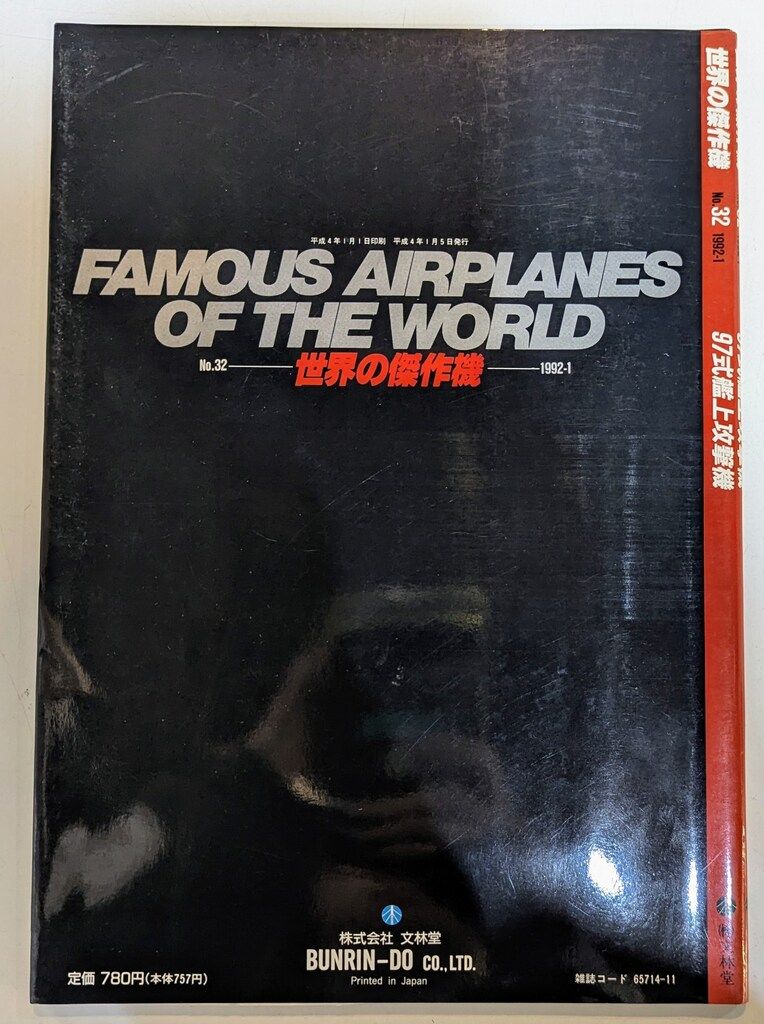 平成4年1月1日印刷 平成4年1月5日発行
FAMOUS AIRPLANES
OF THE WORLD
No.32 世界の傑作機 1992-1
株式会社 文林堂
BUNRIN-DO CO.,LTD.
Printed in Japan
定価 780円(本体757円)
雑誌コード 65714-11
世界の傑作機 No.32 1992-1 97式艦上攻撃機 ㈱文林堂